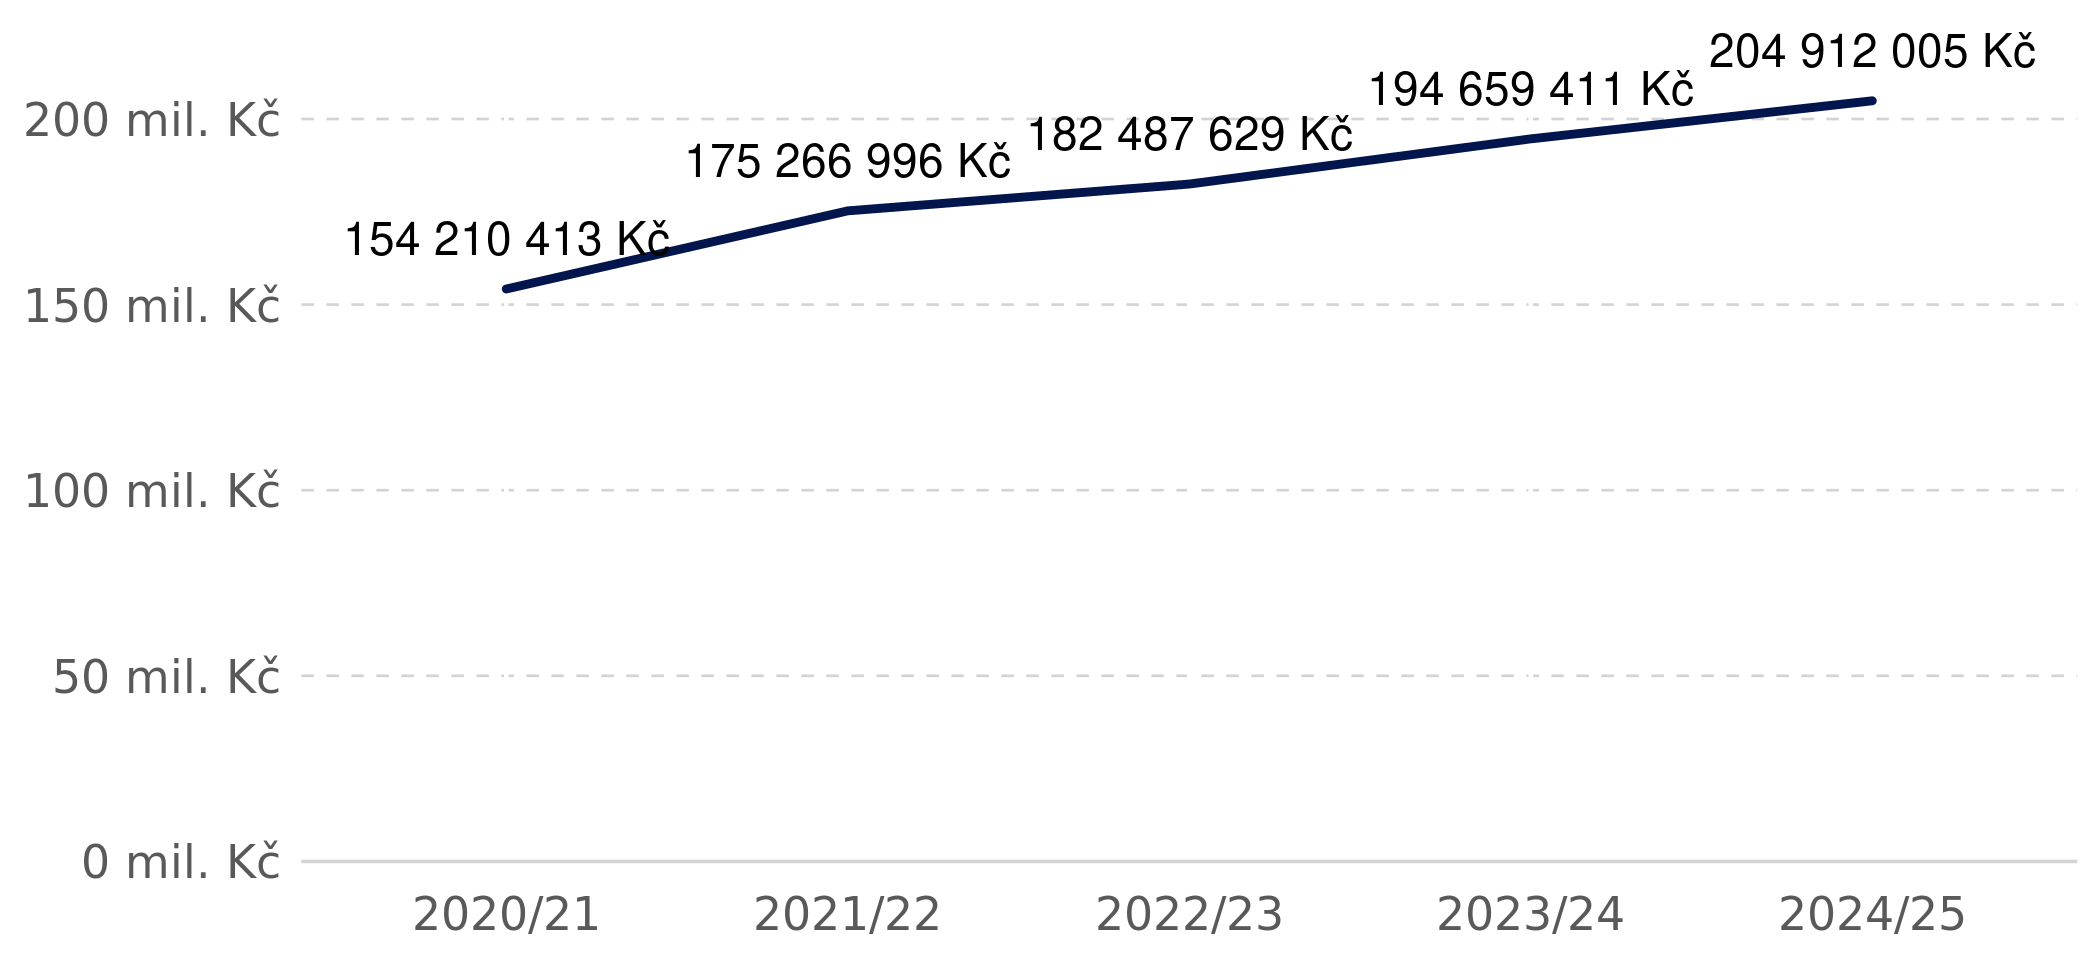 204 912 005 Kč
194 659 411 Kč
200 mil. Kč
182 487 629 Kč
175 266 996 Kč
154 210 413 Kč
150 mil. Kč
100 mil. Kč
50 mil. Kč
0 mil. Kč
2020/21 2021/22 2022/23 2023/24 2024/25